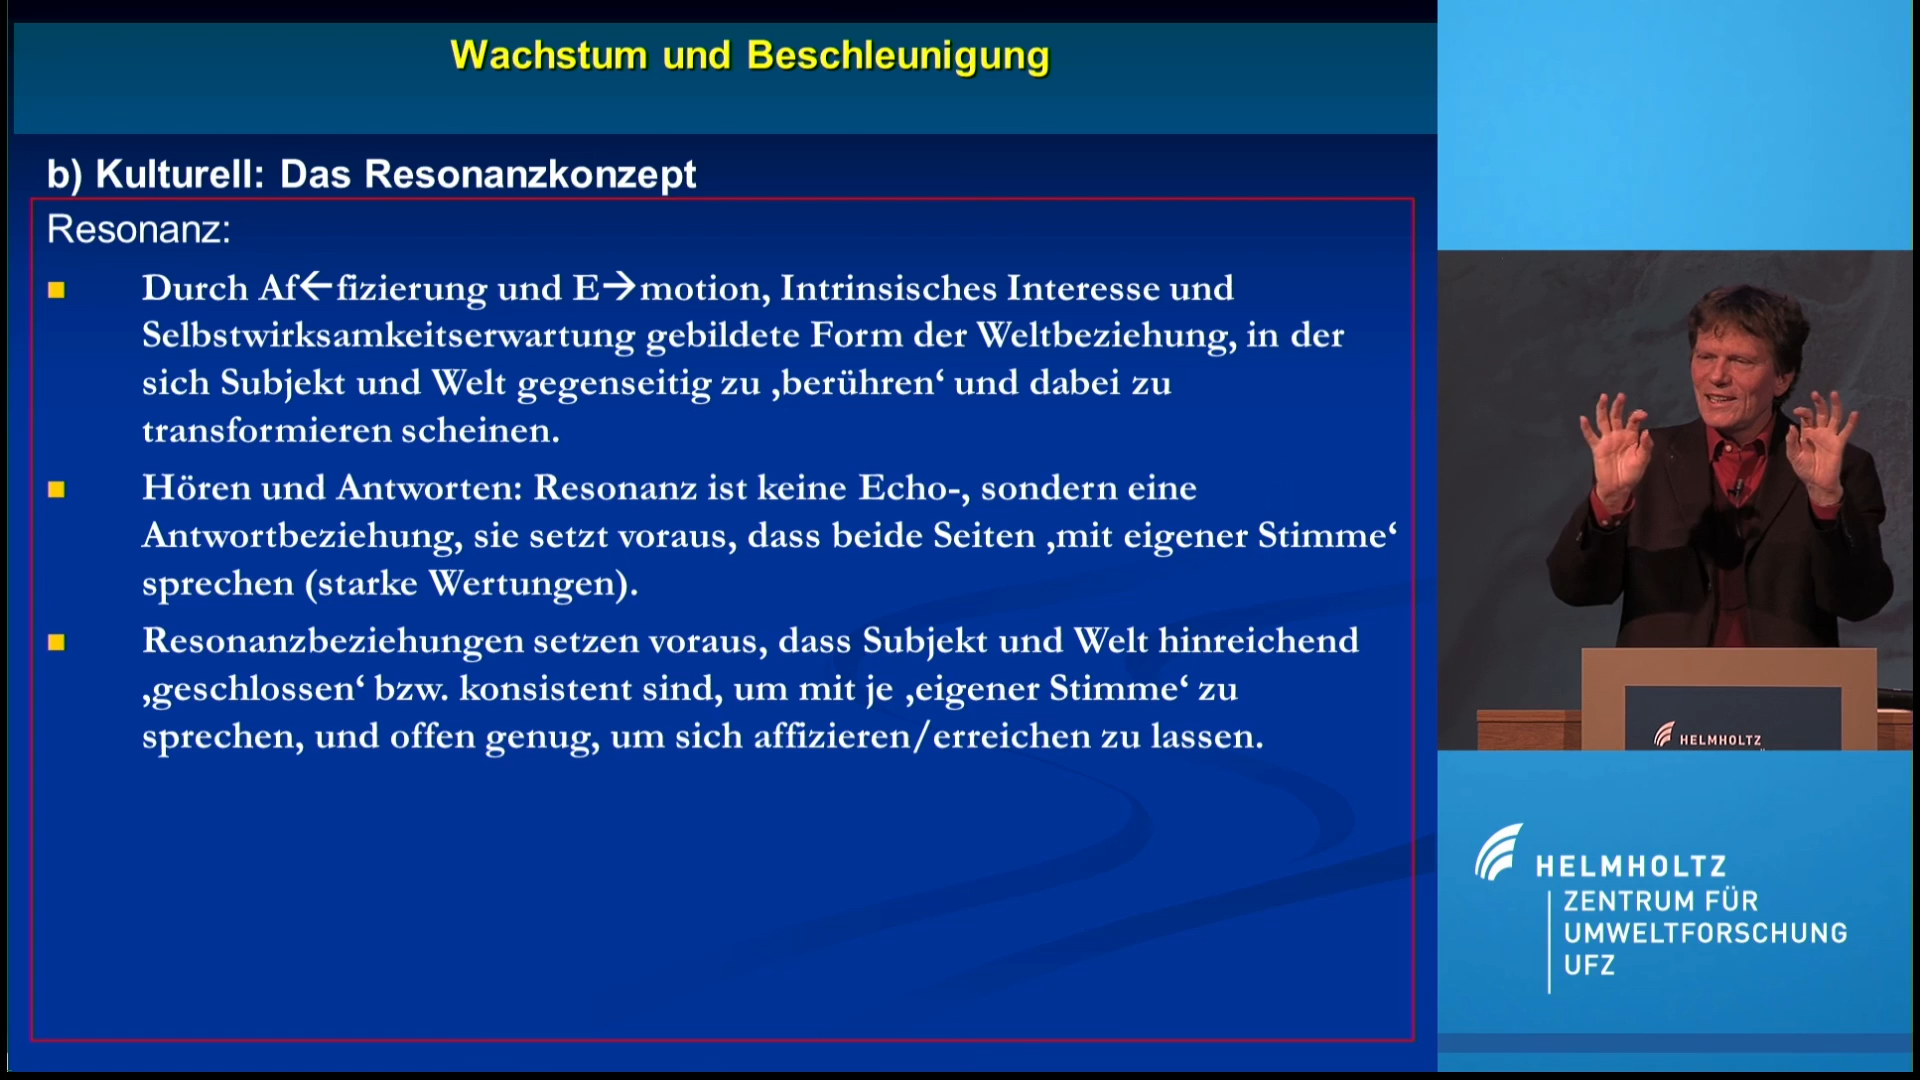 Wachstum und Beschleunigung
b) Kulturell: Das Resonanzkonzept
Resonanz:
Durch Af←fizierung und E→motion, Intrinsisches Interesse und
Selbstwirksamkeitserwartung gebildete Form der Weltbeziehung, in der
sich Subjekt und Welt gegenseitig zu ‚berühren‘ und dabei zu
transformieren scheinen.
Hören und Antworten: Resonanz ist keine Echo-, sondern eine
Antwortbeziehung, sie setzt voraus, dass beide Seiten ‚mit eigener Stimme‘
sprechen (starke Wertungen).
Resonanzbeziehungen setzen voraus, dass Subjekt und Welt hinreichend
‚geschlossen‘ bzw. konsistent sind, um mit je ‚eigener Stimme‘ zu
sprechen, und offen genug, um sich affizieren/erreichen zu lassen.
HELMHOLTZ
HELMHOLTZ
ZENTRUM FÜR
UMWELTFORSCHUNG
UFZ